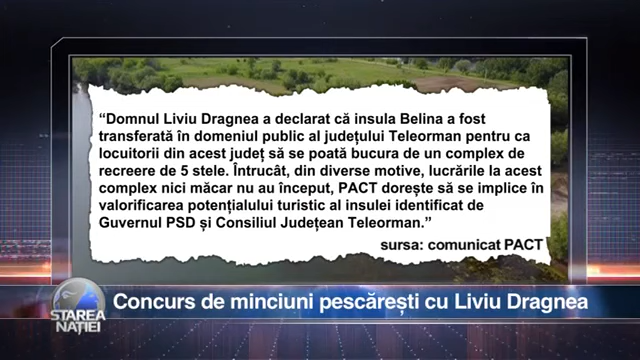 “Domnul Liviu Dragnea a declarat că insula Belina a fost
transferată în domeniul public al județului Teleorman pentru ca
locuitorii din acest județ să se poată bucura de un complex de
recreere de 5 stele. Întrucât, din diverse motive, lucrările la acest
complex nici măcar nu au început, PACT dorește să se implice în
valorificarea potențialului turistic al insulei identificat de
Guvernul PSD și Consiliul Județean Teleorman.”
sursa: comunicat PACT
Concurs de minciuni pescărești cu Liviu Dragnea
STAREA
NAȚIEI